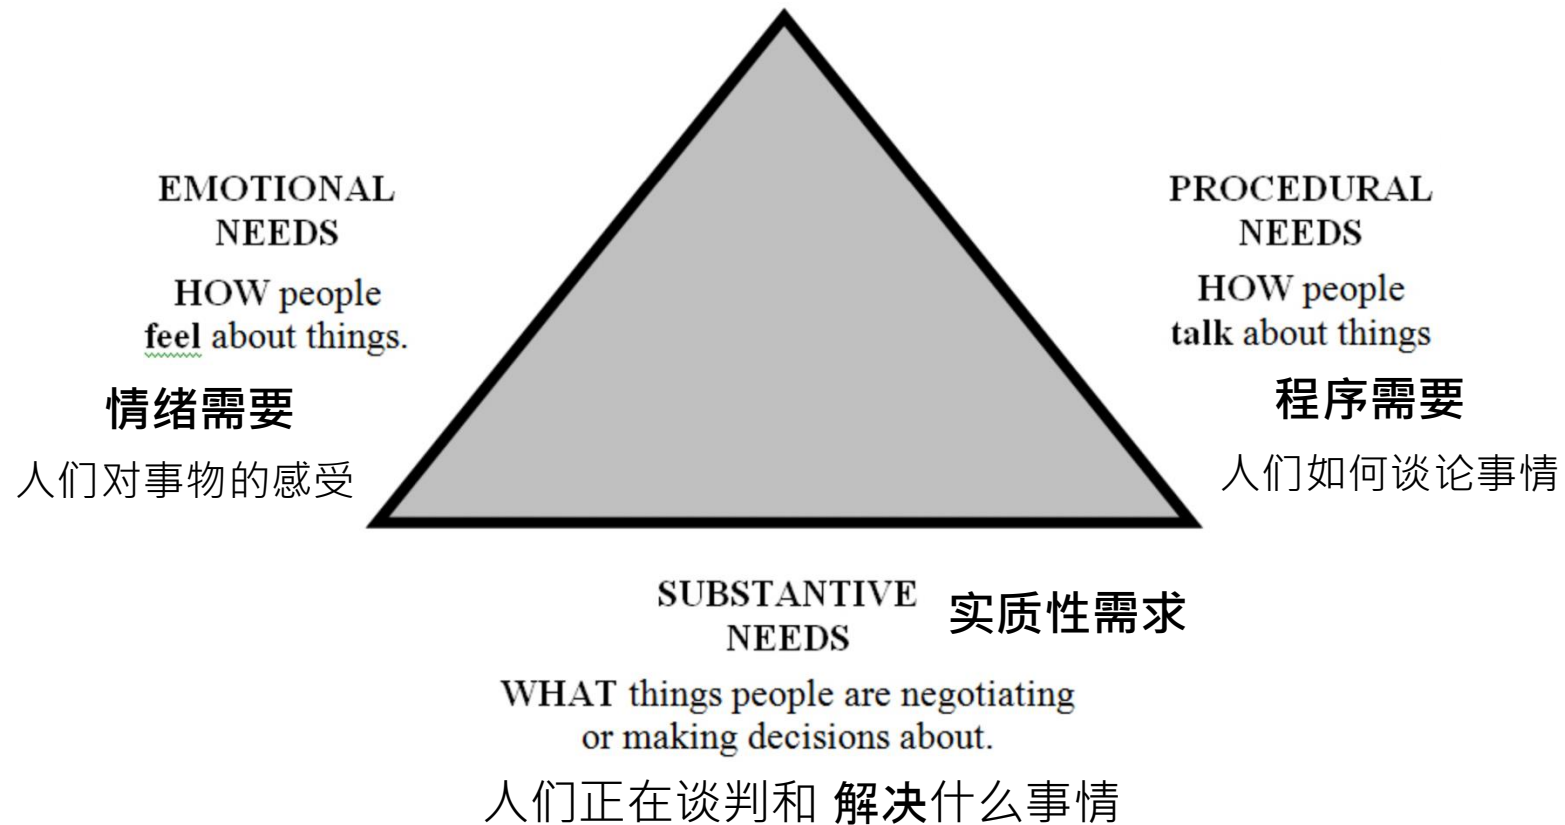 EMOTIONAL
NEEDS
HOW people
feel about things.
情绪需要
人们对事物的感受
PROCEDURAL
NEEDS
HOW people
talk about things
程序需要
人们如何谈论事情
SUBSTANTIVE
NEEDS
实质性需求
WHAT things people are negotiating
or making decisions about.
人们正在谈判和 解决什么事情